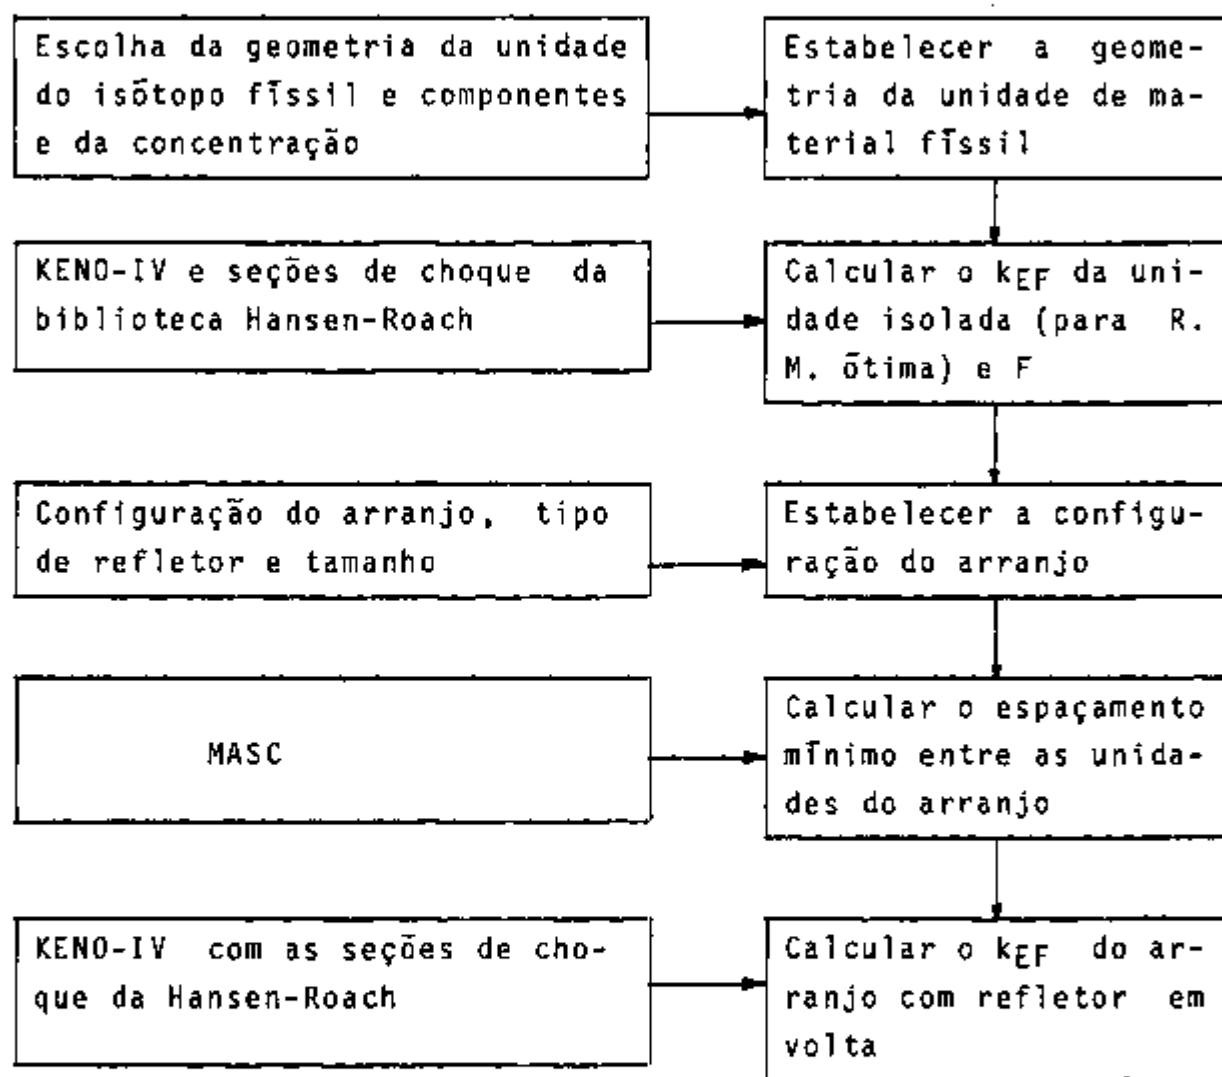 Escolha da geometria da unidade
do isótopo físsil e componentes
e da concentração
Estabelecer a geome-
tria da unidade de ma-
terial físsil
KENO-IV e seções de choque da
biblioteca Hansen-Roach
Calcular o kEF da uni-
dade isolada (para R.
M. ótima) e F
Configuração do arranjo, tipo
de refletor e tamanho
Estabelecer a configu-
ração do arranjo
MASC
Calcular o espaçamento
mínimo entre as unida-
des do arranjo
KENO-IV com as seções de cho-
que da Hansen-Roach
Calcular o kEF do ar-
ranjo com refletor em
volta